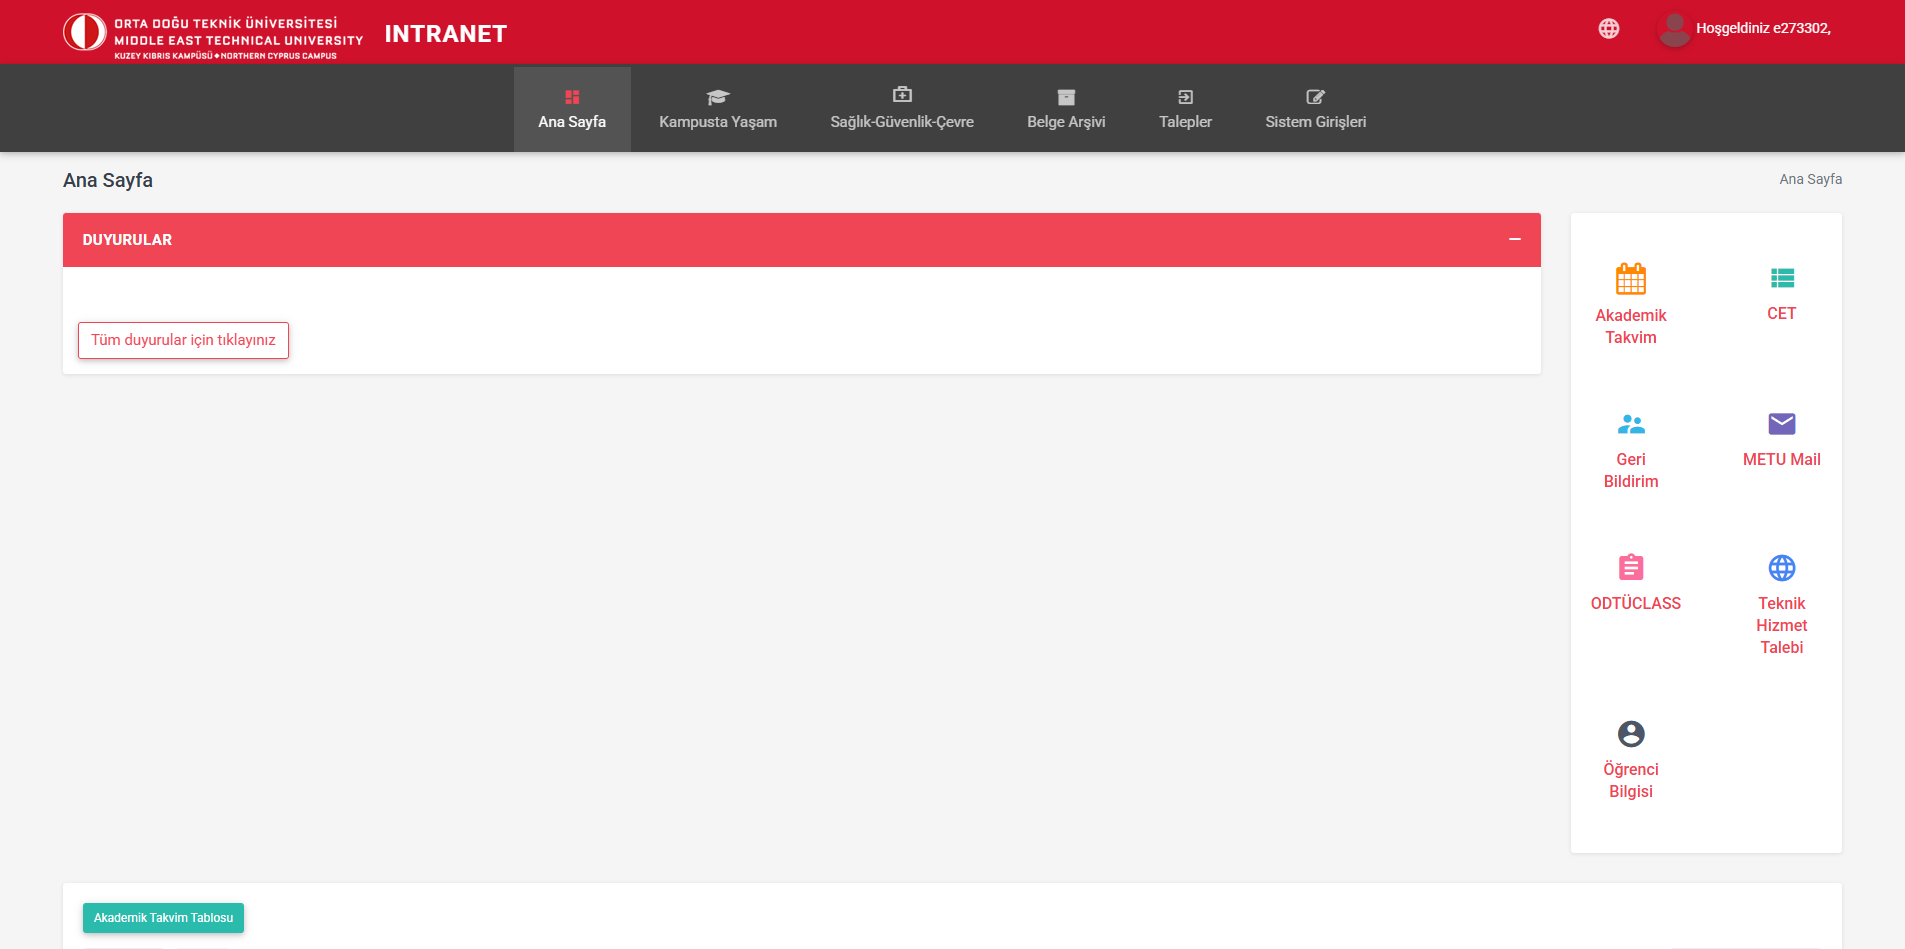 ORTA DOĞU TEKNİK ÜNİVERSİTESİ
MIDDLE EAST TECHNICAL UNIVERSITY
KUZEY KIBRIS KAMPÜSÜ NORTHERN CYPRUS CAMPUS
INTRANET
Hoşgeldiniz e273302,
Ana Sayfa
Kampusta Yaşam
Sağlık-Güvenlik-Çevre
Belge Arşivi
Talepler
Sistem Girişleri
Ana Sayfa
Ana Sayfa
DUYURULAR
Tüm duyurular için tıklayınız
Akademik
Takvim
CET
Geri
Bildirim
METU Mail
ODTÜCLASS
Teknik
Hizmet
Talebi
Öğrenci
Bilgisi
Akademik Takvim Tablosu